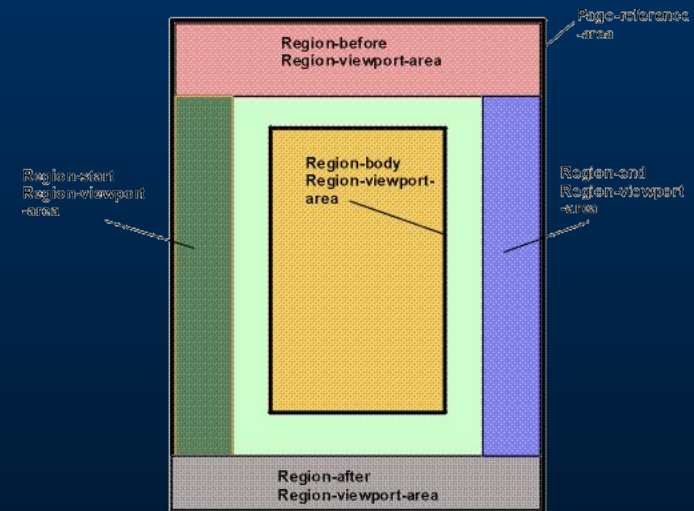 Page-reference
-area
Region-before
Region-viewport-area
Region-body
Region-viewport-
area
Region-start
Region-viewport
-area
Region-end
Region-viewport
-area
Region-after
Region-viewport-area